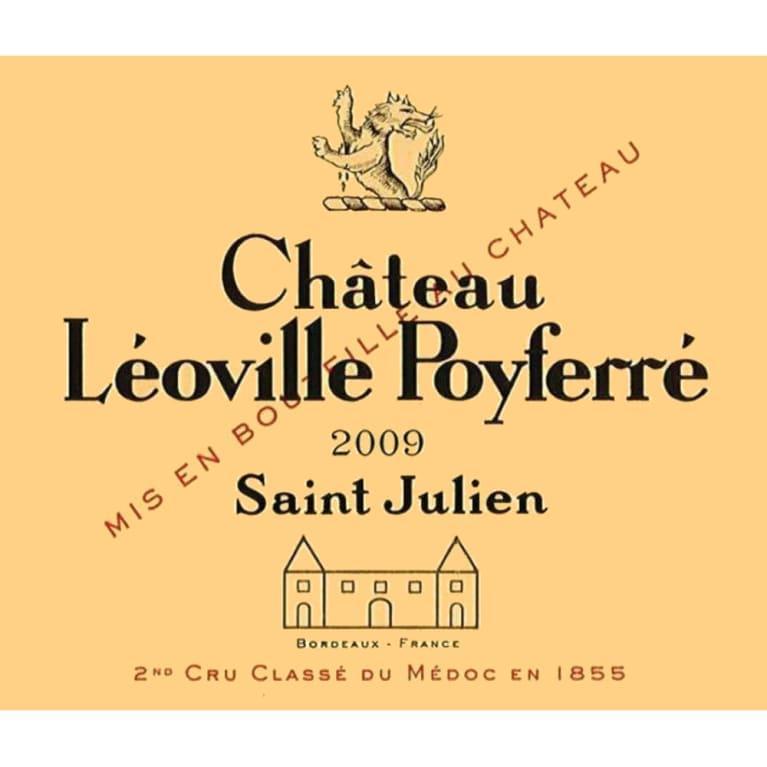 Château
Léoville Poyferré
MIS EN BOUTEILLE AU CHATEAU
2009
Saint Julien
BORDEAUX - FRANCE
2ND CRU CLASSÉ DU MÉDOC EN 1855